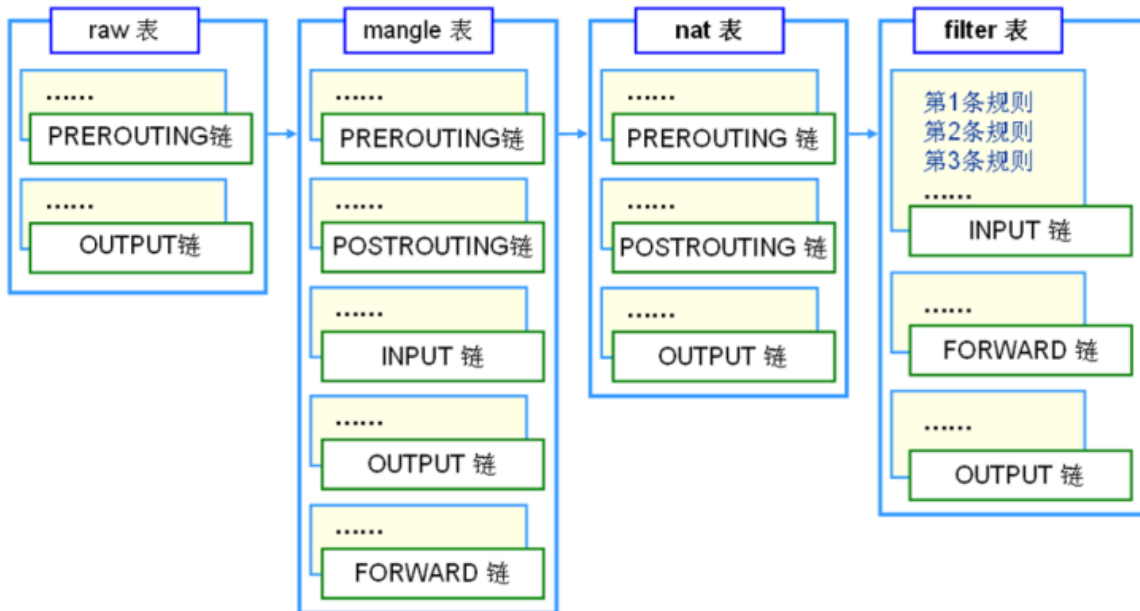 raw 表
......
PREROUTING链
......
OUTPUT链
mangle 表
......
PREROUTING链
......
POSTROUTING链
......
INPUT 链
......
OUTPUT 链
......
FORWARD 链
nat 表
......
PREROUTING 链
......
POSTROUTING 链
......
OUTPUT 链
filter 表
第1条规则
第2条规则
第3条规则
......
INPUT 链
......
FORWARD 链
......
OUTPUT 链